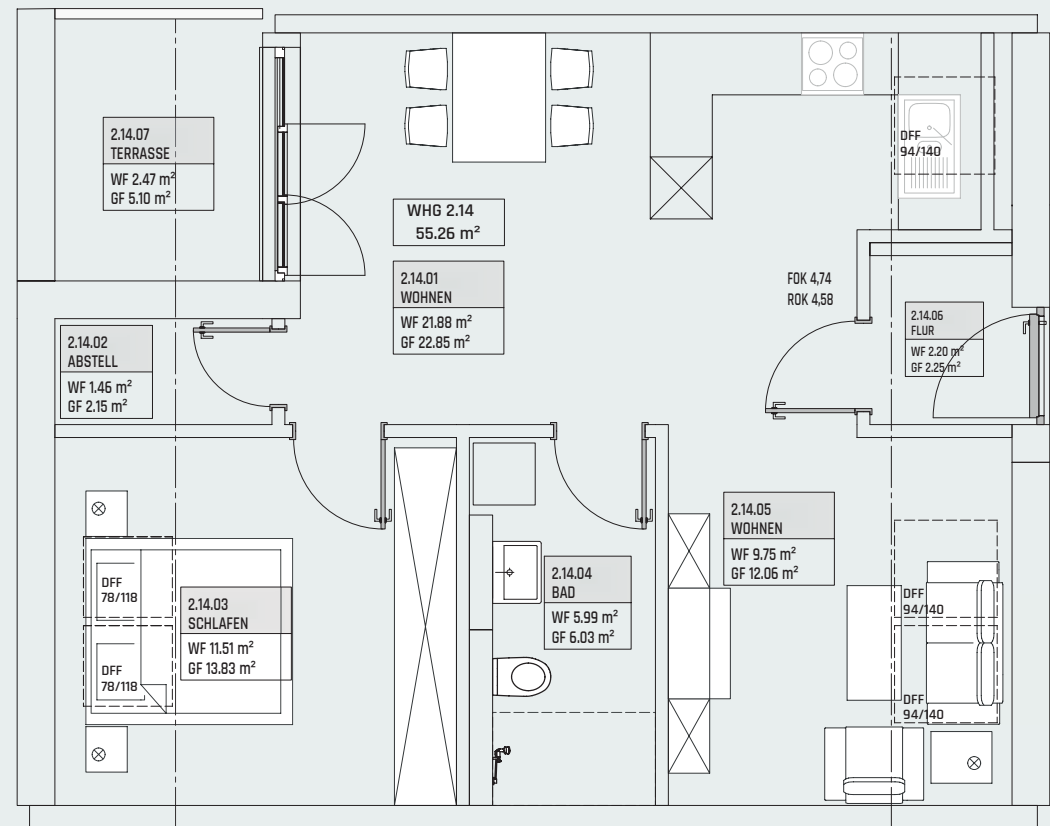 2.14.07
TERRASSE
WF 2.47 m²
GF 5.10 m²
DFF
94/140
WHG 2.14
55.26 m²
2.14.01
WOHNEN
WF 21.88 m²
GF 22.85 m²
FOK 4,74
ROK 4,58
2.14.06
FLUR
WF 2.20 m²
GF 2.25 m²
2.14.02
ABSTELL
WF 1.46 m²
GF 2.15 m²
2.14.05
WOHNEN
WF 9.75 m²
GF 12.06 m²
2.14.04
BAD
WF 5.99 m²
GF 6.03 m²
DFF
78/118
2.14.03
SCHLAFEN
WF 11.51 m²
GF 13.83 m²
DFF
94/140
DFF
78/118
DFF
94/140